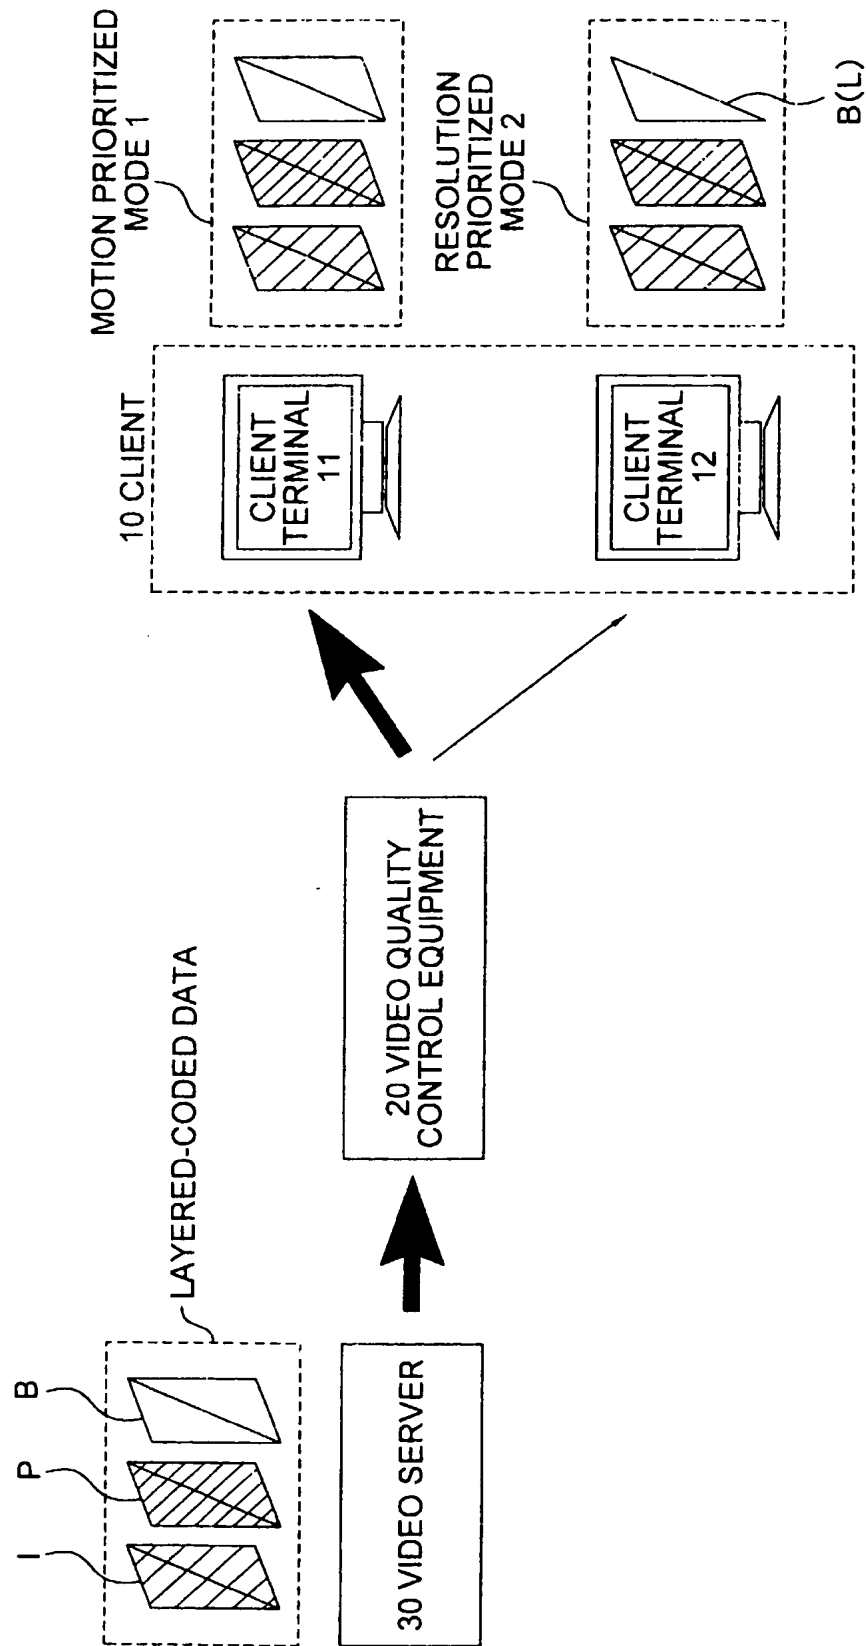 I
P
B
LAYERED-CODED DATA
30 VIDEO SERVER
20 VIDEO QUALITY
CONTROL EQUIPMENT
10 CLIENT
CLIENT
TERMINAL
11
CLIENT
TERMINAL
12
MOTION PRIORITIZED
MODE 1
RESOLUTION
PRIORITIZED
MODE 2
B(L)